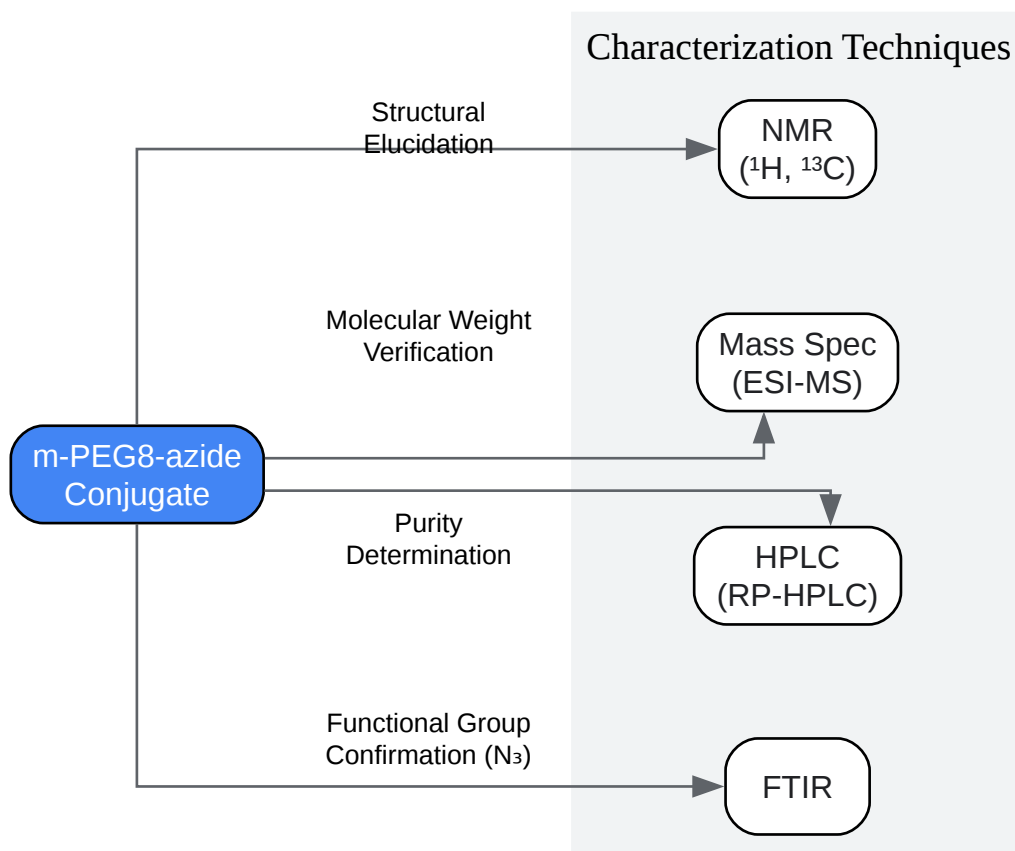 Characterization Techniques
Structural
Elucidation
NMR
(¹H, ¹³C)
Molecular Weight
Verification
Mass Spec
(ESI-MS)
m-PEG8-azide
Conjugate
Purity
Determination
HPLC
(RP-HPLC)
Functional Group
Confirmation (N₃)
FTIR